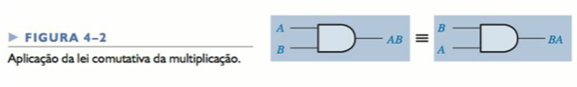 ▶ FIGURA 4–2
Aplicação da lei comutativa da multiplicação.
A
B
AB
≡
B
A
BA